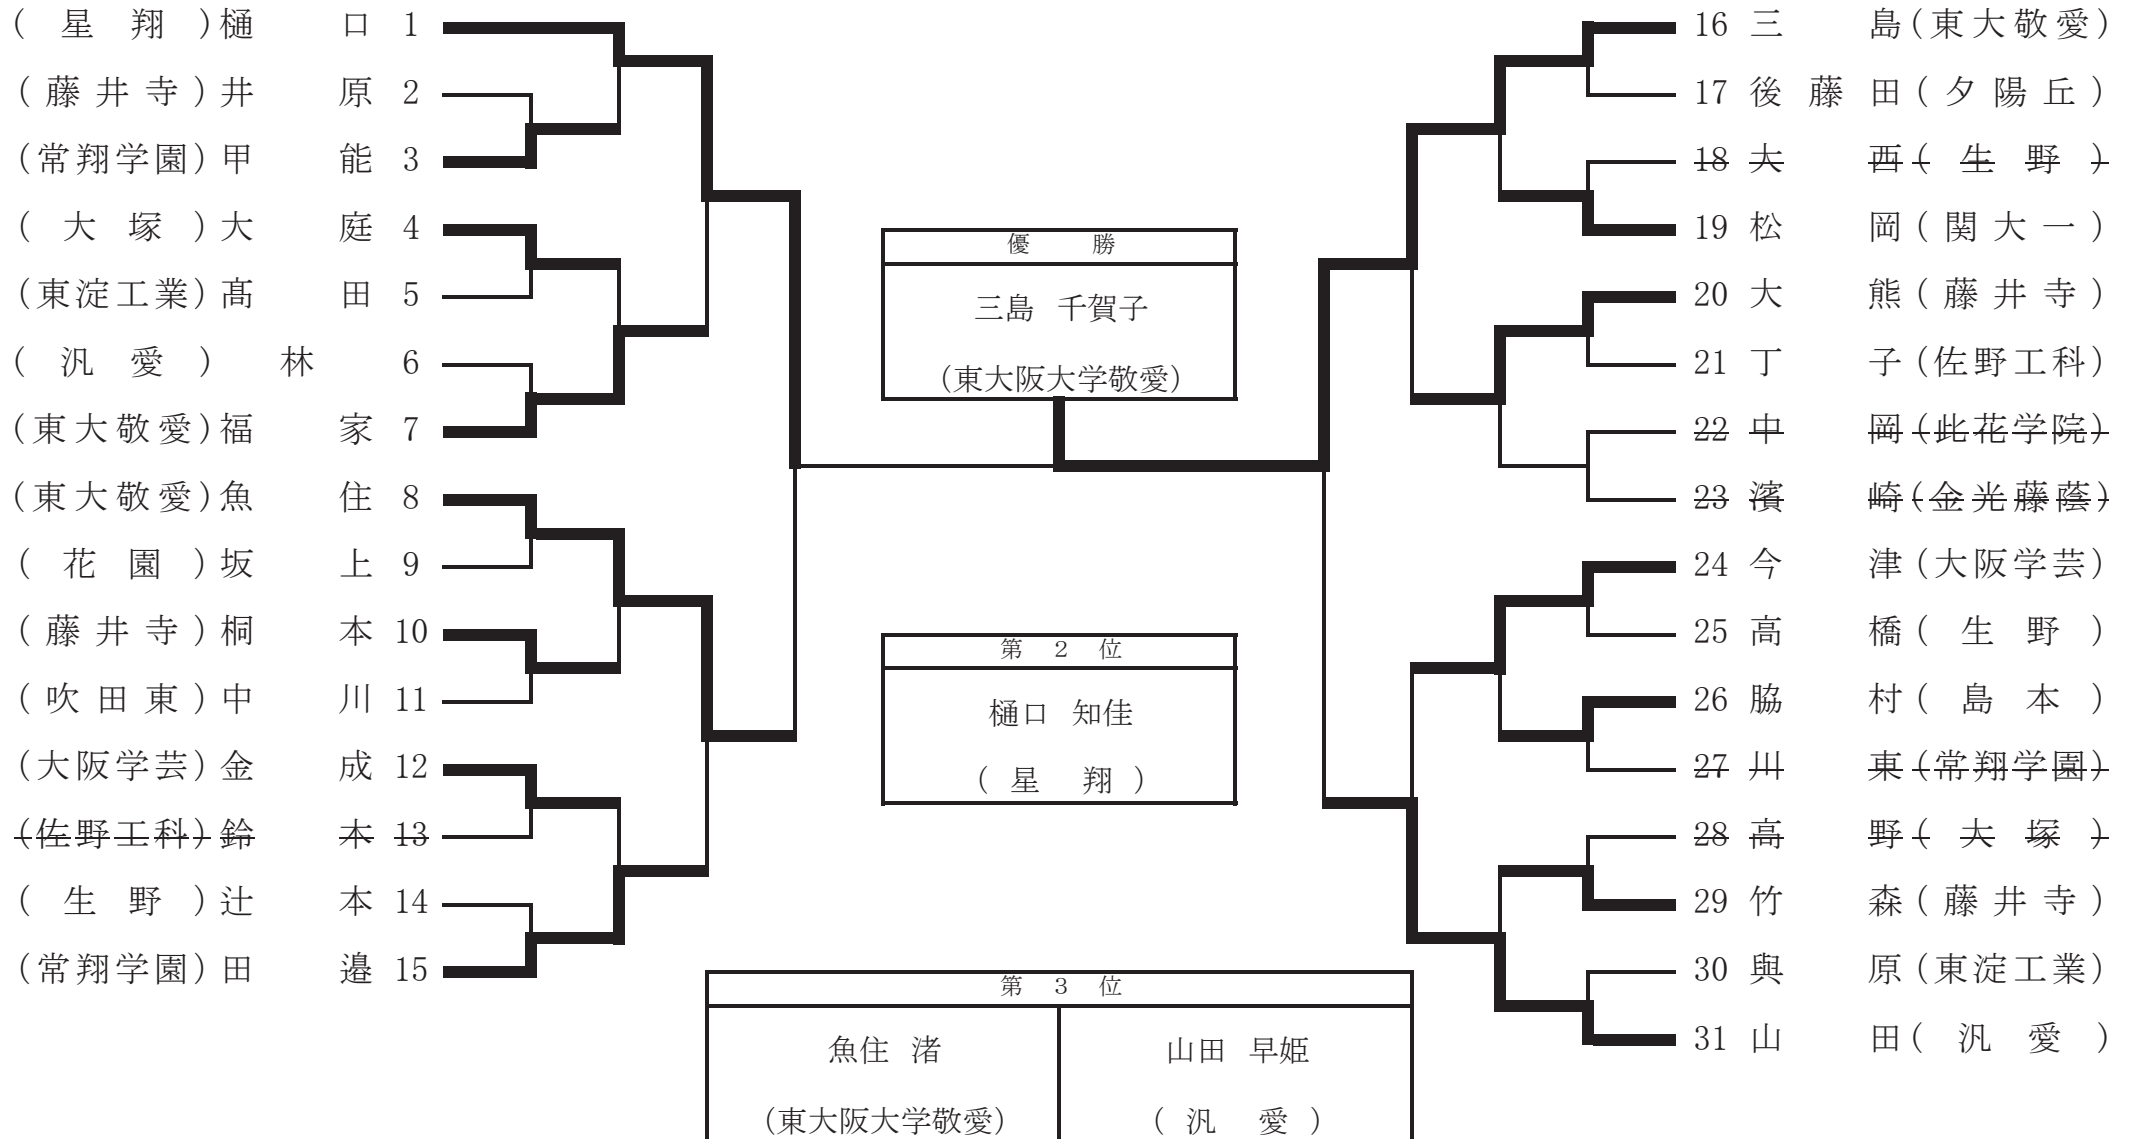 (星翔)樋口 1
(藤井寺)井原 2
(常翔学園)甲能 3
(大塚)大庭 4
(東淀工業)髙田 5
(汎愛)林 6
(東大敬愛)福家 7
(東大敬愛)魚住 8
(花園)坂上 9
(藤井寺)桐本 10
(吹田東)中川 11
(大阪学芸)金成 12
(佐野工科)鈴木 13
(生野)辻本 14
(常翔学園)田邉 15
優勝
三島 千賀子
(東大阪大学敬愛)
第2位
樋口 知佳
(星翔)
第3位
魚住 渚
(東大阪大学敬愛)
山田 早姫
(汎愛)
16 三島(東大敬愛)
17 後藤田(夕陽丘)
18 大西(生野)
19 松岡(関大一)
20 大熊(藤井寺)
21 丁子(佐野工科)
22 中岡(此花学院)
23 濱崎(金光藤蔭)
24 今津(大阪学芸)
25 高橋(生野)
26 脇村(島本)
27 川東(常翔学園)
28 高野(大塚)
29 竹森(藤井寺)
30 與原(東淀工業)
31 山田(汎愛)